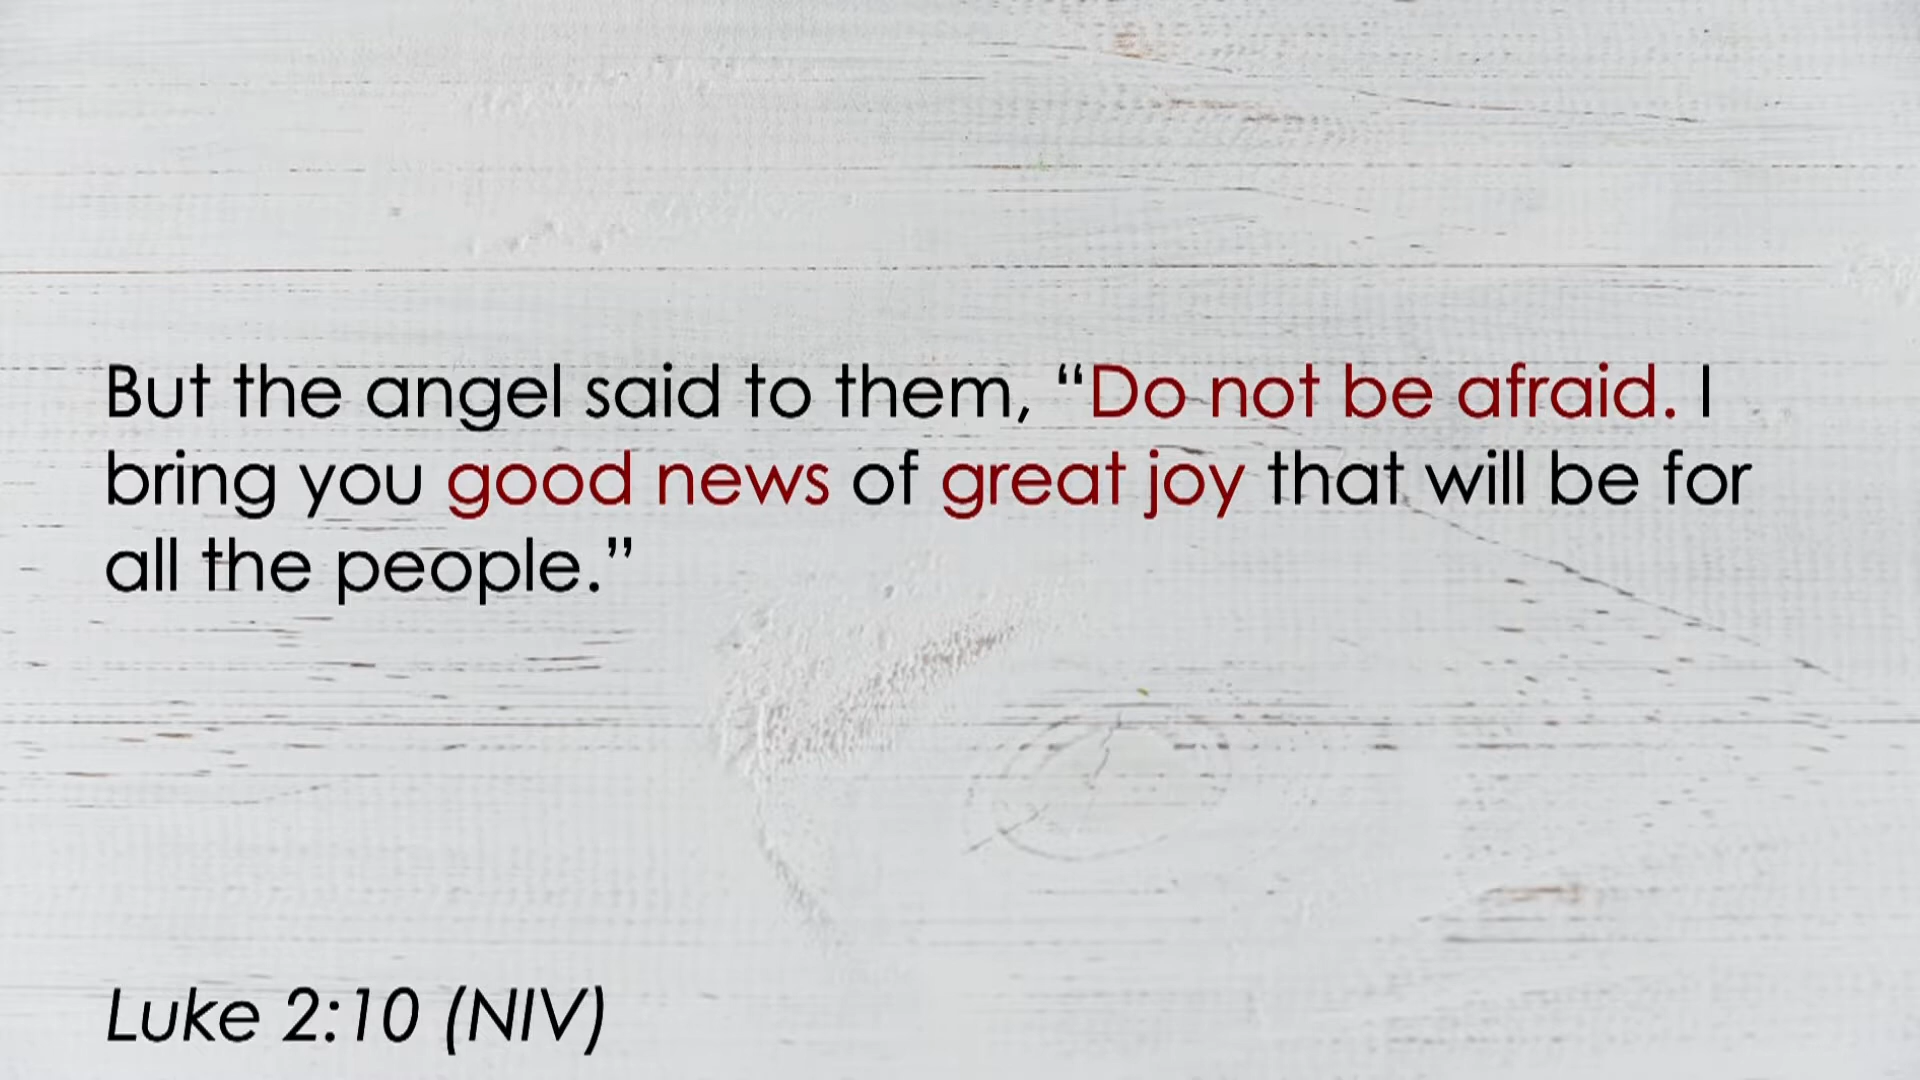 But the angel said to them, “Do not be afraid. I
bring you good news of great joy that will be for
all the people.”
Luke 2:10 (NIV)